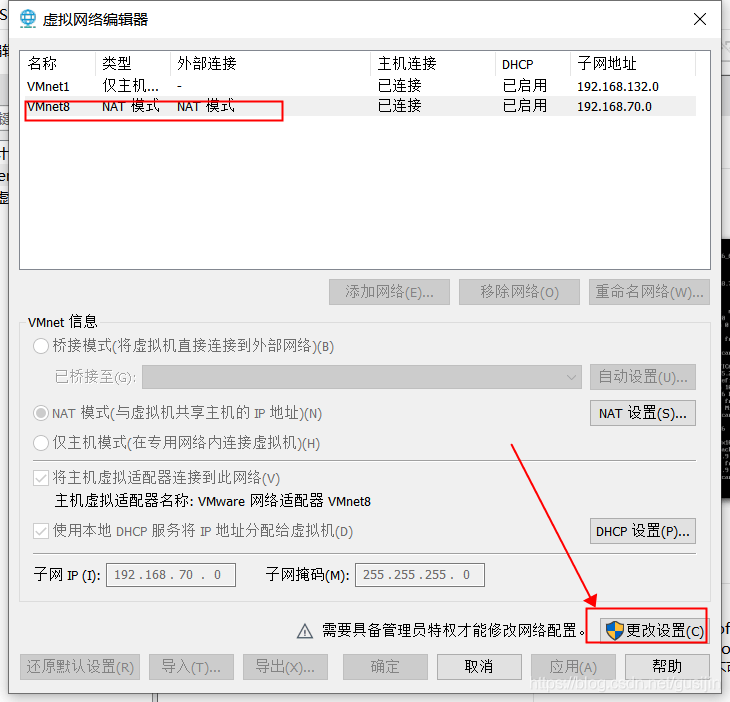 虚拟网络编辑器
名称 类型 外部连接 主机连接 DHCP 子网地址
VMnet1 仅主机... - 已连接 已启用 192.168.132.0
VMnet8 NAT 模式 NAT 模式 已连接 已启用 192.168.70.0
添加网络(E)... 移除网络(O) 重命名网络(W)...
VMnet 信息
桥接模式(将虚拟机直接连接到外部网络)(B)
已桥接至(G): 自动设置(U)...
NAT 模式(与虚拟机共享主机的 IP 地址)(N) NAT 设置(S)...
仅主机模式(在专用网络内连接虚拟机)(H)
将主机虚拟适配器连接到此网络(V)
主机虚拟适配器名称: VMware 网络适配器 VMnet8
使用本地 DHCP 服务将 IP 地址分配给虚拟机(D) DHCP 设置(P)...
子网 IP (I): 192 . 168 . 70 . 0 子网掩码(M): 255 . 255 . 255 . 0
需要具备管理员特权才能修改网络配置。 更改设置(C)
还原默认设置(R) 导入(T)... 导出(X)... 确定 取消 应用(A) 帮助